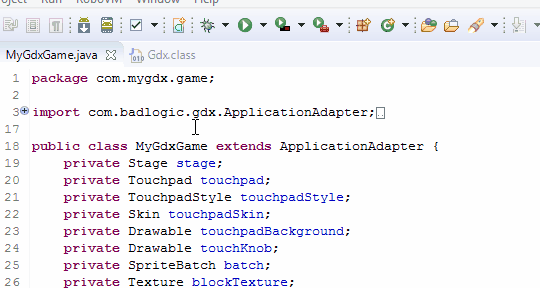 Run RoboVM Window Help
MyGdxGame.java Gdx.class
1 package com.mygdx.game;
2
3 import com.badlogic.gdx.ApplicationAdapter;
17
18 public class MyGdxGame extends ApplicationAdapter {
19 private Stage stage;
20 private Touchpad touchpad;
21 private TouchpadStyle touchpadStyle;
22 private Skin touchpadSkin;
23 private Drawable touchpadBackground;
24 private Drawable touchKnob;
25 private SpriteBatch batch;
26 private Texture blockTexture;